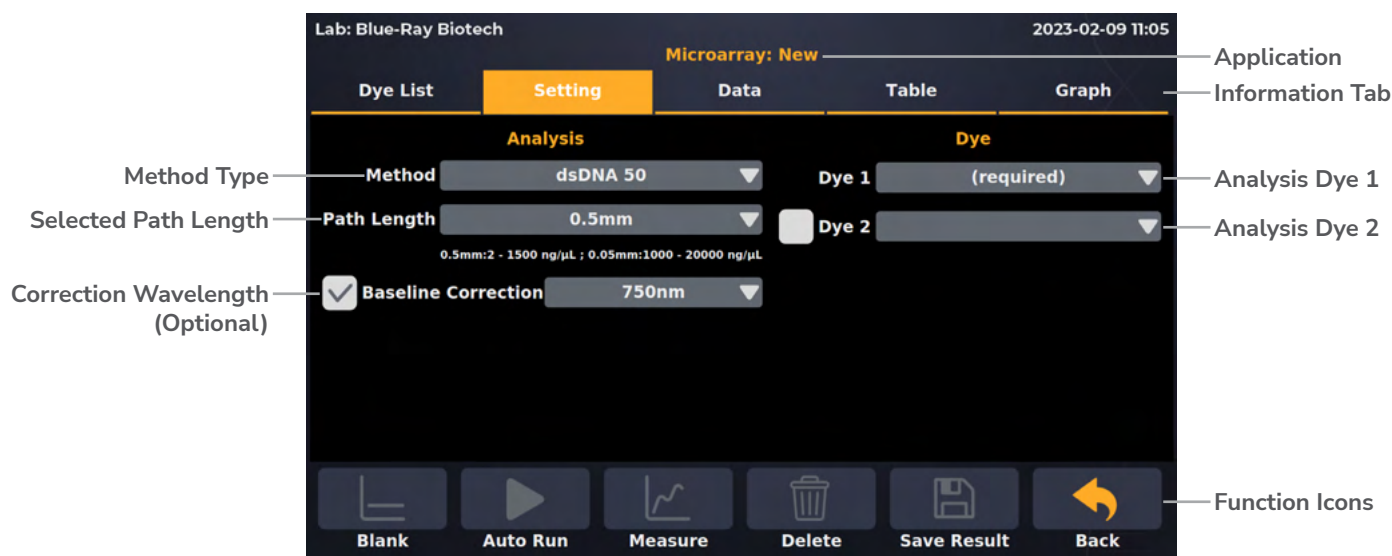 Lab: Blue-Ray Biotech 2023-02-09 11:05
Microarray: New
Application
Dye List Setting Data Table Graph
Information Tab
Analysis Dye
Method Type
Method dsDNA 50 Dye 1 (required)
Analysis Dye 1
Selected Path Length
Path Length 0.5mm Dye 2
Analysis Dye 2
0.5mm:2 - 1500 ng/µL ; 0.05mm:1000 - 20000 ng/µL
Correction Wavelength
(Optional)
Baseline Correction 750nm
Function Icons
Blank Auto Run Measure Delete Save Result Back